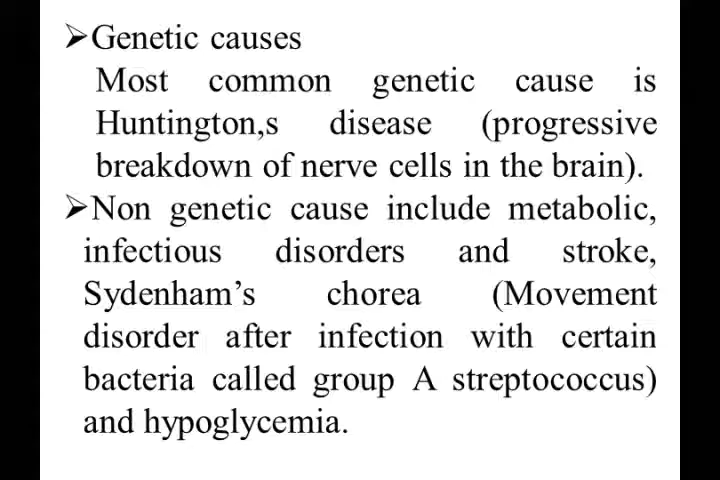 ➢Genetic causes
Most common genetic cause is
Huntington,s disease (progressive
breakdown of nerve cells in the brain).
➢Non genetic cause include metabolic,
infectious disorders and stroke,
Sydenham’s chorea (Movement
disorder after infection with certain
bacteria called group A streptococcus)
and hypoglycemia.